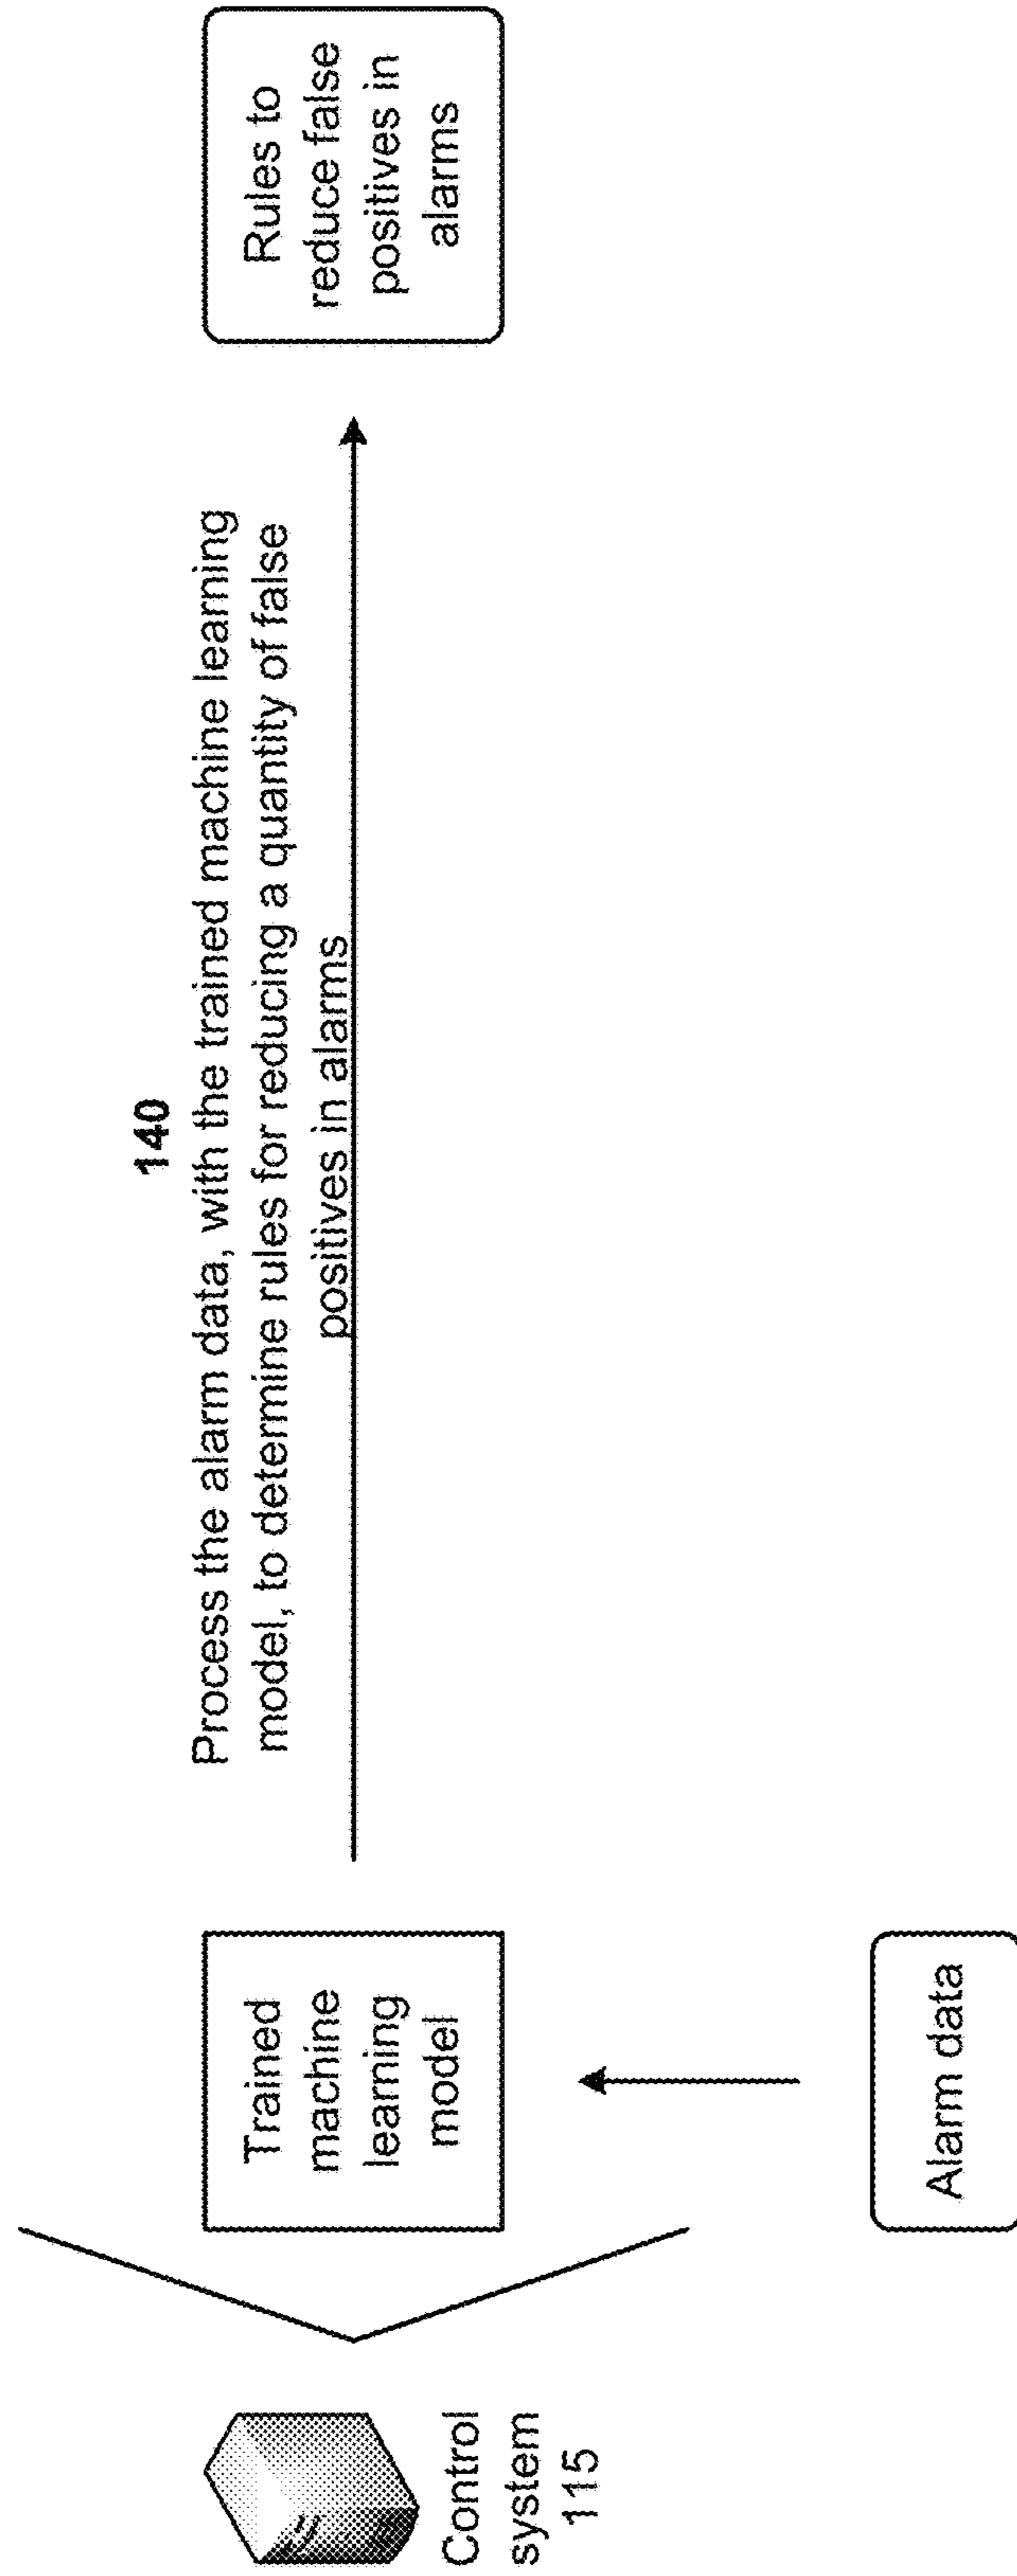 140
Process the alarm data, with the trained machine learning
model, to determine rules for reducing a quantity of false
positives in alarms
Control
system
115
Trained
machine
learning
model
Rules to
reduce false
positives in
alarms
Alarm data